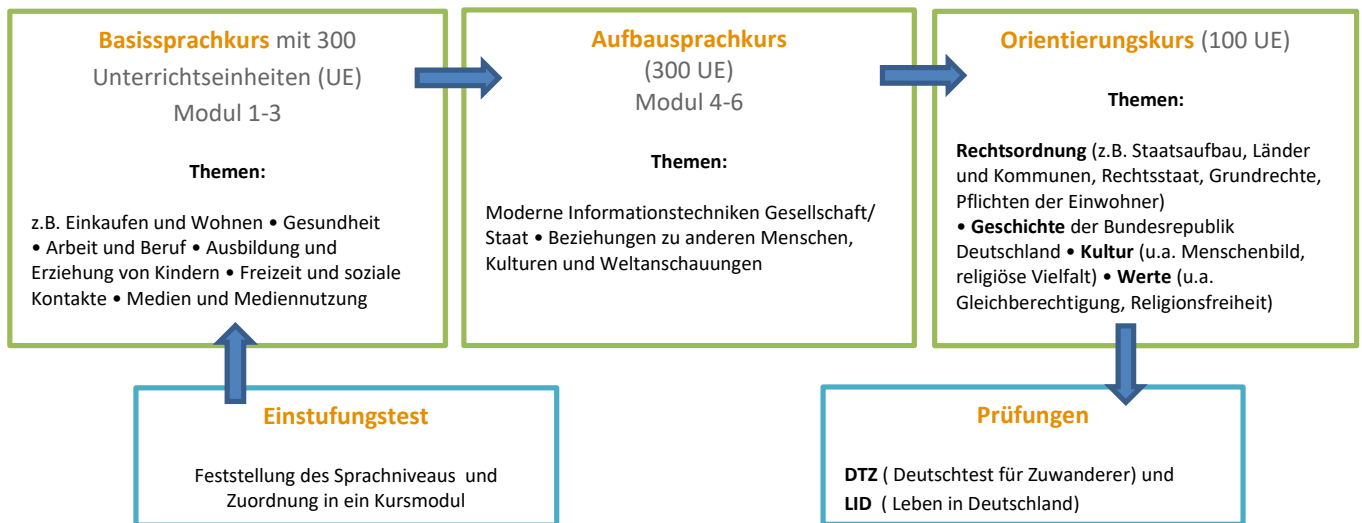 Basissprachkurs mit 300
Unterrichtseinheiten (UE)
Modul 1-3
Themen:
z.B. Einkaufen und Wohnen • Gesundheit
• Arbeit und Beruf • Ausbildung und
Erziehung von Kindern • Freizeit und soziale
Kontakte • Medien und Mediennutzung
Aufbausprachkurs
(300 UE)
Modul 4-6
Themen:
Moderne Informationstechniken Gesellschaft/
Staat • Beziehungen zu anderen Menschen,
Kulturen und Weltanschauungen
Orientierungskurs (100 UE)
Themen:
Rechtsordnung (z.B. Staatsaufbau, Länder
und Kommunen, Rechtsstaat, Grundrechte,
Pflichten der Einwohner)
• Geschichte der Bundesrepublik
Deutschland • Kultur (u.a. Menschenbild,
religiöse Vielfalt) • Werte (u.a.
Gleichberechtigung, Religionsfreiheit)
Einstufungstest
Feststellung des Sprachniveaus und
Zuordnung in ein Kursmodul
Prüfungen
DTZ ( Deutschtest für Zuwanderer) und
LID ( Leben in Deutschland)